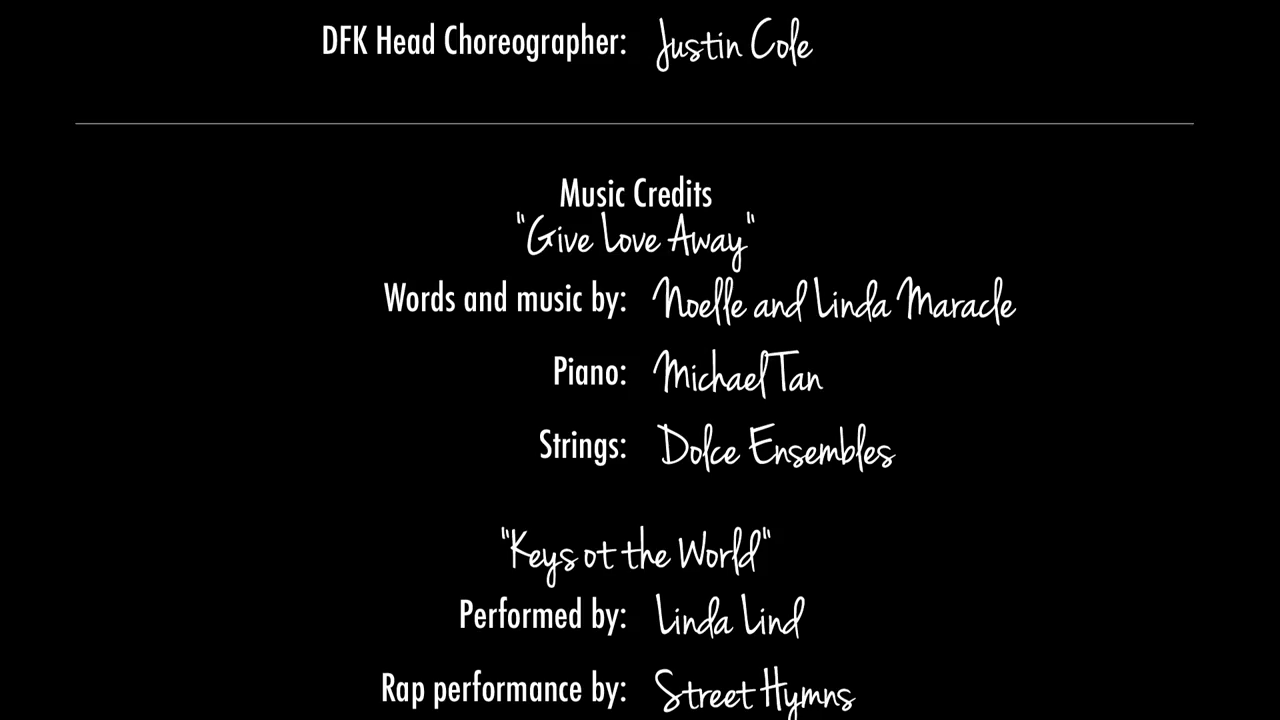 DFK Head Choreographer: Justin Cole
Music Credits
"Give Love Away"
Words and music by: Noelle and Linda Maracle
Piano: Michael Tan
Strings: Dolce Ensembles
"Keys ot the World"
Performed by: Linda Lind
Rap performance by: Street Hymns